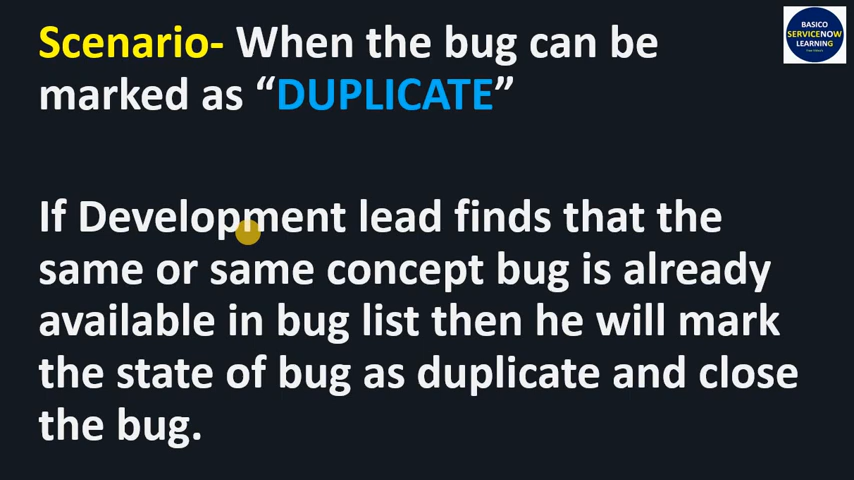 Scenario- When the bug can be
marked as “DUPLICATE”
If Development lead finds that the
same or same concept bug is already
available in bug list then he will mark
the state of bug as duplicate and close
the bug.
BASICO
SERVICENOW
LEARNING